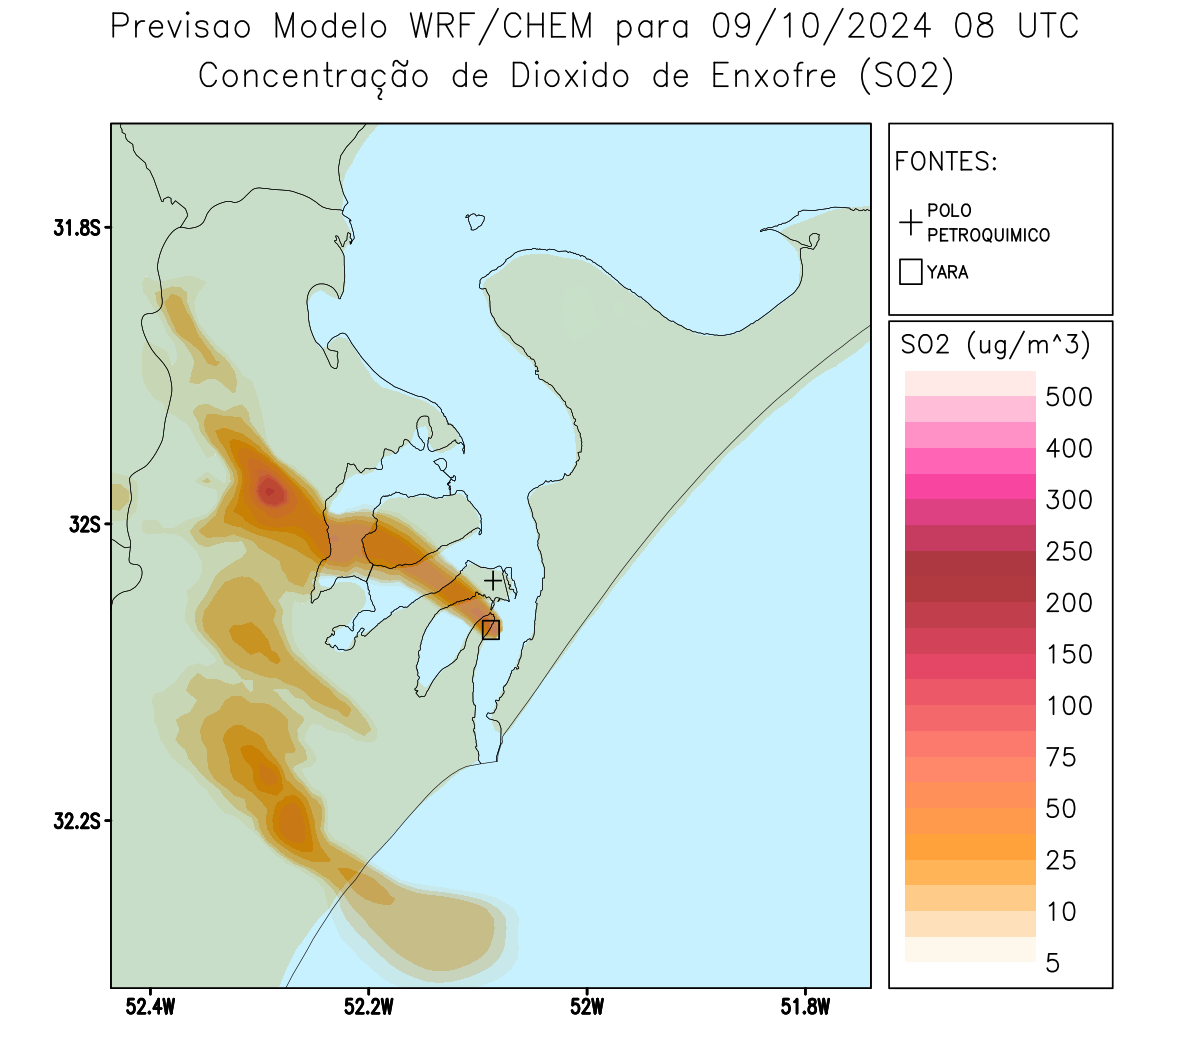 Previsao Modelo WRF/CHEM para 09/10/2024 08 UTC
Concentração de Dioxido de Enxofre (SO2)
FONTES:
POLO
PETROQUIMICO
YARA
SO2 (ug/m^3)
500
400
300
250
200
150
100
75
50
25
10
5
31.8S
32S
32.2S
52.4W
52.2W
52W
51.8W